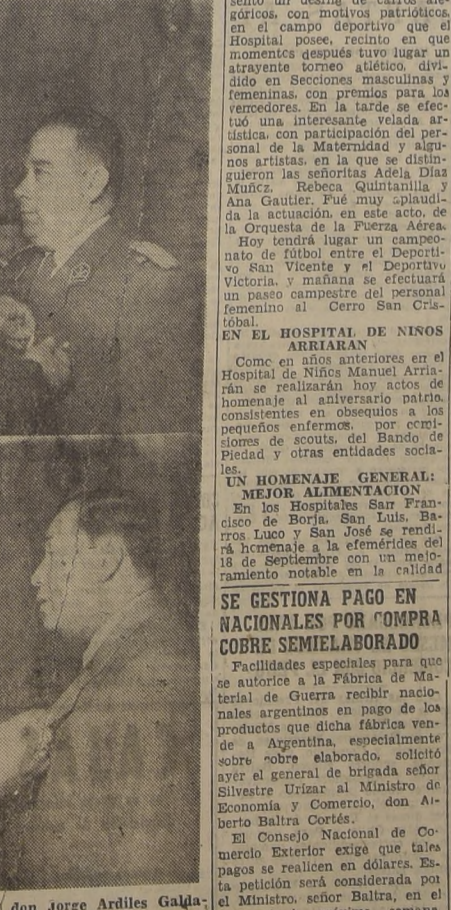 góricos, con motivos patrióticos,
en el campo deportivo que el
Hospital posee, recinto en que
momentcs después tuvo lugar un
atrayente torneo atlético, divi-
dido en Secciones masculinas y
femeninas, con premios para los
vencedores. En la tarde se efec-
tuó una interesante velada ar-
tística, con participación del per-
sonal de la Maternidad y algu-
nos artistas, en la que se distin-
guieron las señoritas Adela Díaz
Muñcz, Rebeca Quintanilla y
Ana Gautier. Fué muy aplaudi-
da la actuación, en este acto, de
la Orquesta de la Fuerza Aérea.
Hoy tendrá lugar un campeo-
nato de fútbol entre el Deporti-
vo San Vicente y el Deportivo
Victoria, y mañana se efectuará
un paseo campestre del personal
femenino al Cerro San Cris-
tóbal.
EN EL HOSPITAL DE NIÑOS
ARRIARAN
Comc en años anteriores en el
Hospital de Niñcs Manuel Arria-
rán se realizarán hoy actos de
homenaje al aniversario patrio,
consistentes en obsequios a los
pequeños enfermos, por comi-
siones de scouts, del Bando de
Piedad y otras entidades socia-
les.
UN HOMENAJE GENERAL:
MEJOR ALIMENTACION
En los Hospitales San Fran-
cisco de Borja, San Luis, Ba-
rros Luco y San José se rendi-
rá hcmenaje a la efemérides del
18 de Septiembre con un mejo-
ramiento notable en la calidad
SE GESTIONA PAGO EN
NACIONALES POR COMPRA
COBRE SEMIELABORADO
Facilidades especiales para que
se autorice a la Fábrica de Ma-
terial de Guerra recibir nacio-
nales argentinos en pago de los
productos que dicha fábrica ven-
de a Argentina, especialmente
sobre cobre elaborado, solicitó
ayer el general de brigada señor
Silvestre Urízar al Ministro de
Economía y Comercio, don Al-
berto Baltra Cortés.
El Consejo Nacional de Co-
mercio Exterior exige que tales
pagos se realicen en dólares. Es-
ta petición será considerada por
el Ministro, señor Baltra, en el
don Jorge Ardiles Galda-